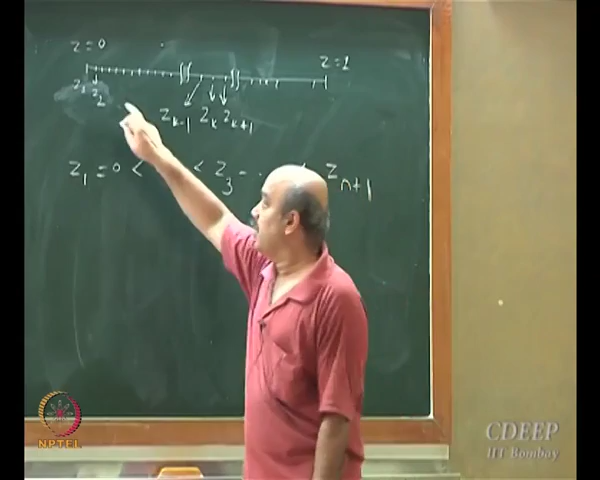 z=0 z=1
z₁ z₂ z_{k-1} z_k z_{k+1}
z₁ = 0 < < z₃ - . . < z_{n+1}
NPTEL
CDEEP
IIT Bombay